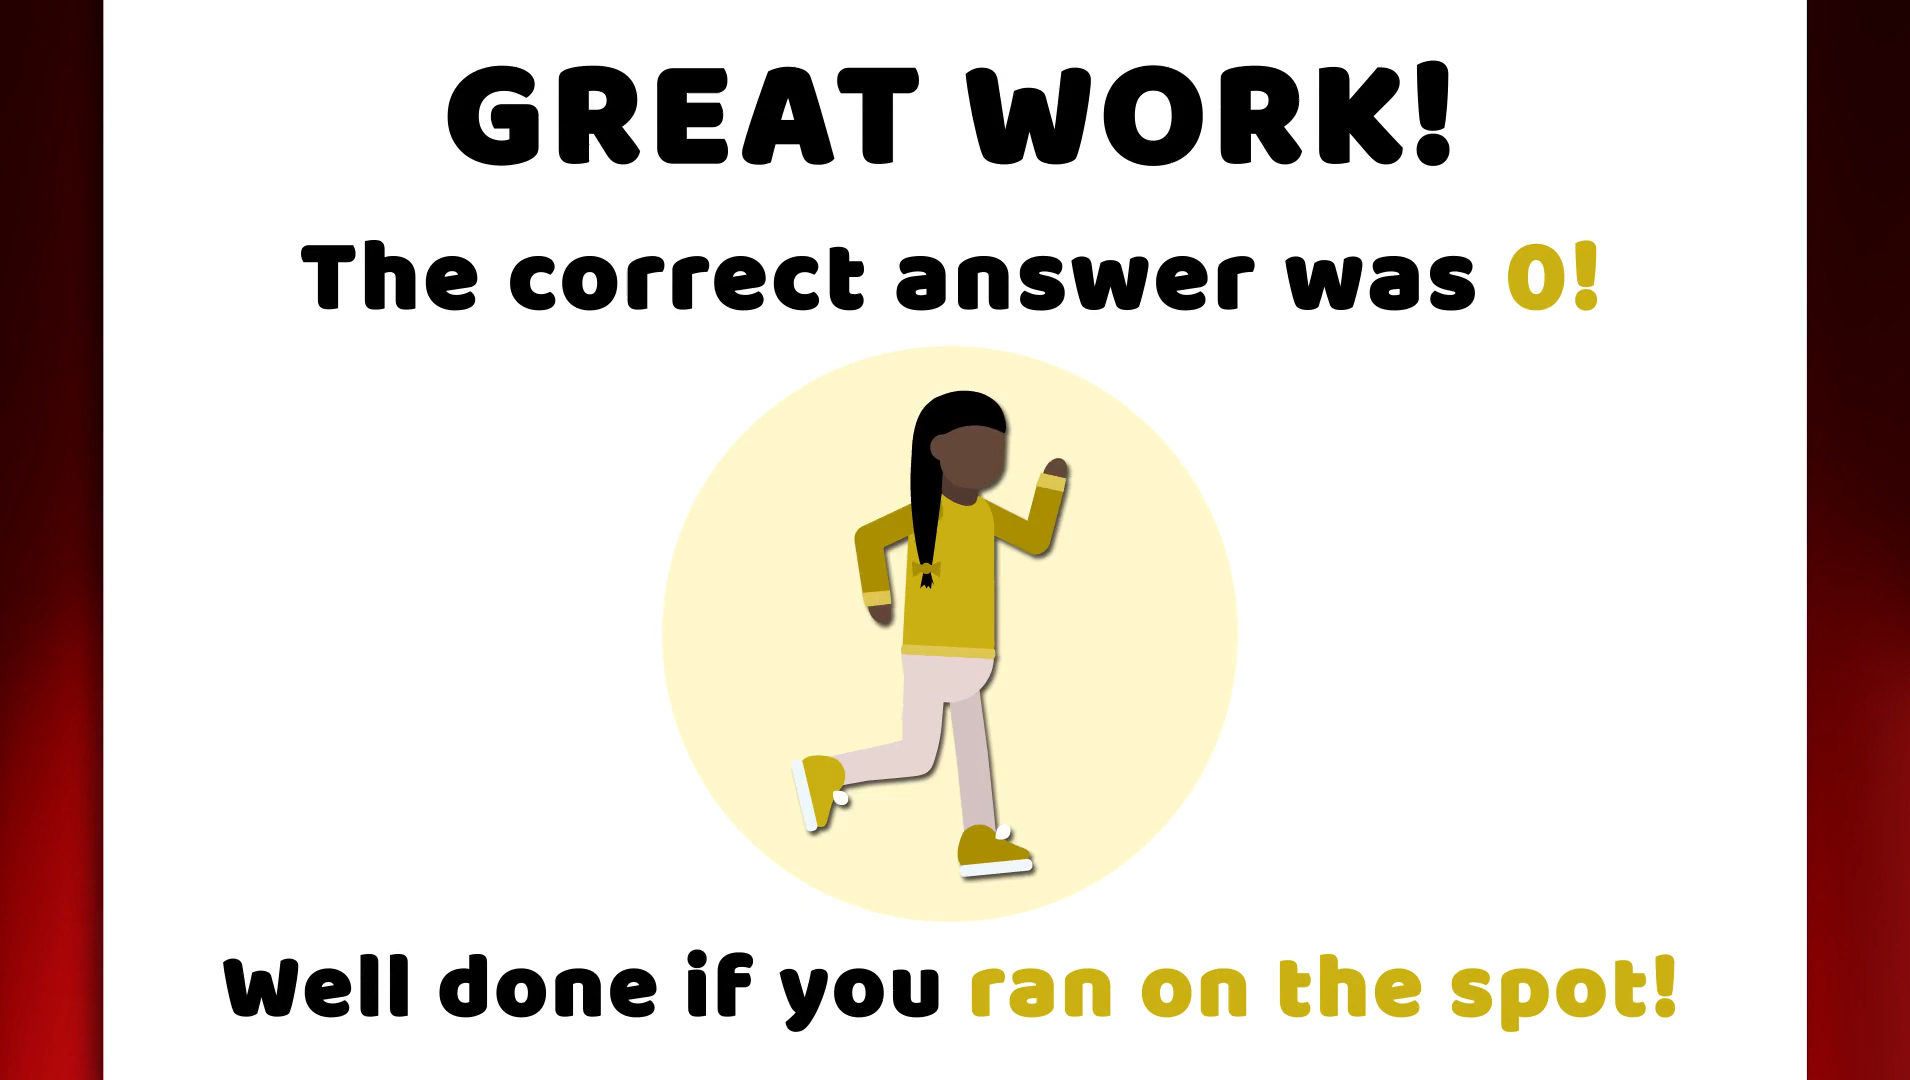 GREAT WORK!
The correct answer was 0!
Well done if you ran on the spot!